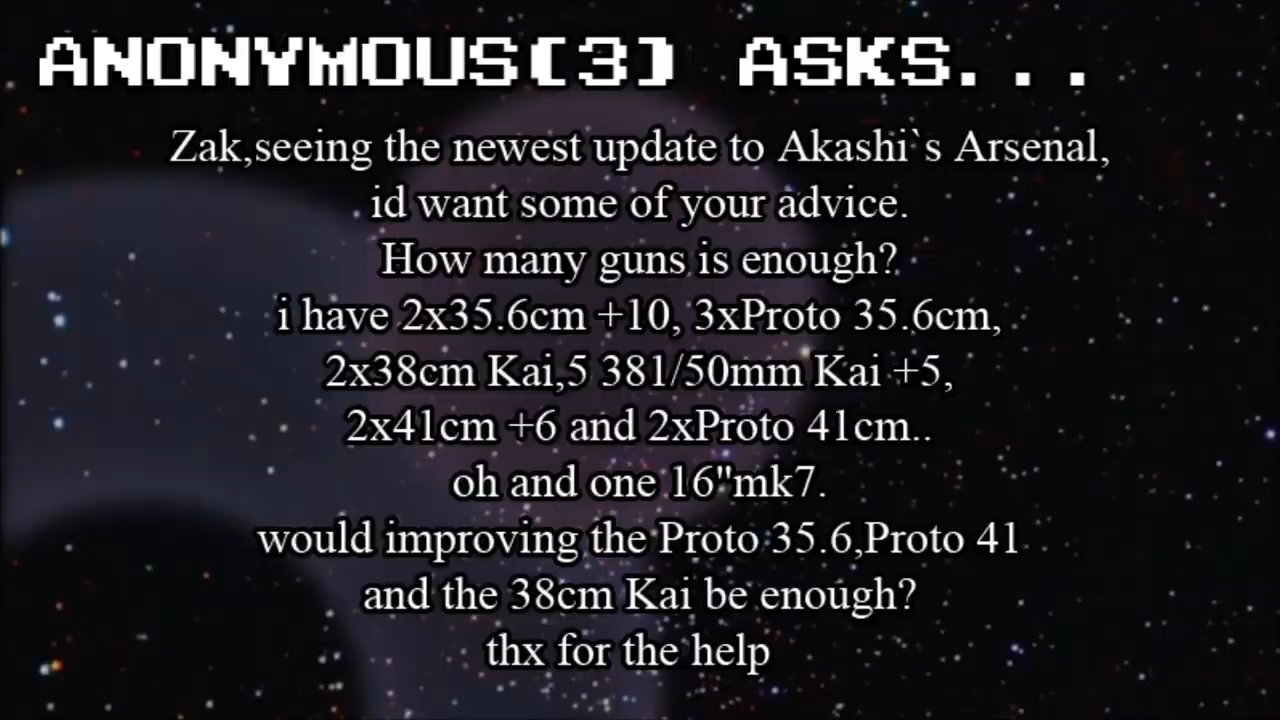 ANONYMOUS(3) ASKS...
Zak,seeing the newest update to Akashi`s Arsenal,
id want some of your advice.
How many guns is enough?
i have 2x35.6cm +10, 3xProto 35.6cm,
2x38cm Kai,5 381/50mm Kai +5,
2x41cm +6 and 2xProto 41cm..
oh and one 16"mk7.
would improving the Proto 35.6,Proto 41
and the 38cm Kai be enough?
thx for the help